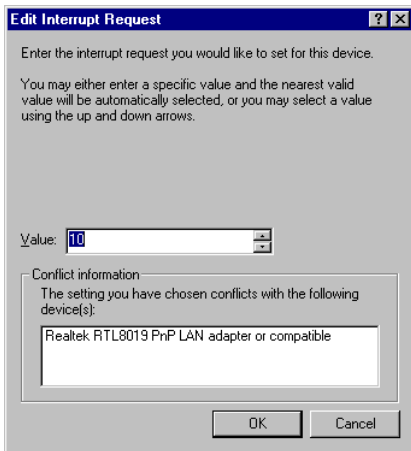 Edit Interrupt Request
Enter the interrupt request you would like to set for this device.
You may either enter a specific value and the nearest valid
value will be automatically selected, or you may select a value
using the up and down arrows.
Value: 10
Conflict information
The setting you have chosen conflicts with the following
device(s):
Realtek RTL8019 PnP LAN adapter or compatible
OK Cancel